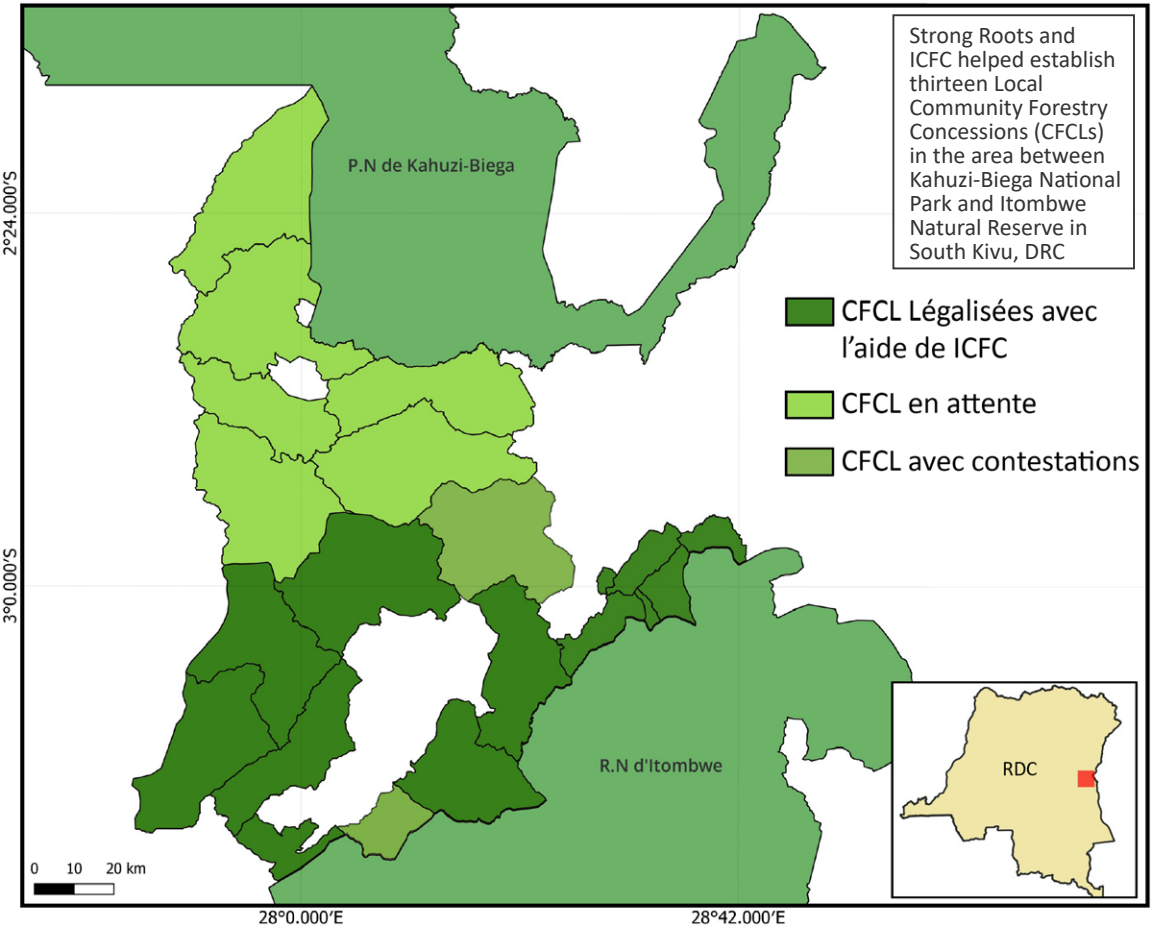 Strong Roots and
ICFC helped establish
thirteen Local
Community Forestry
Concessions (CFCLs)
in the area between
Kahuzi-Biega National
Park and Itombwe
Natural Reserve in
South Kivu, DRC
P.N de Kahuzi-Biega
2°24.000'S
CFCL Légalisées avec
l’aide de ICFC
CFCL en attente
CFCL avec contestations
3°0.000'S
R.N d'Itombwe
RDC
0 10 20 km
28°0.000'E
28°42.000'E